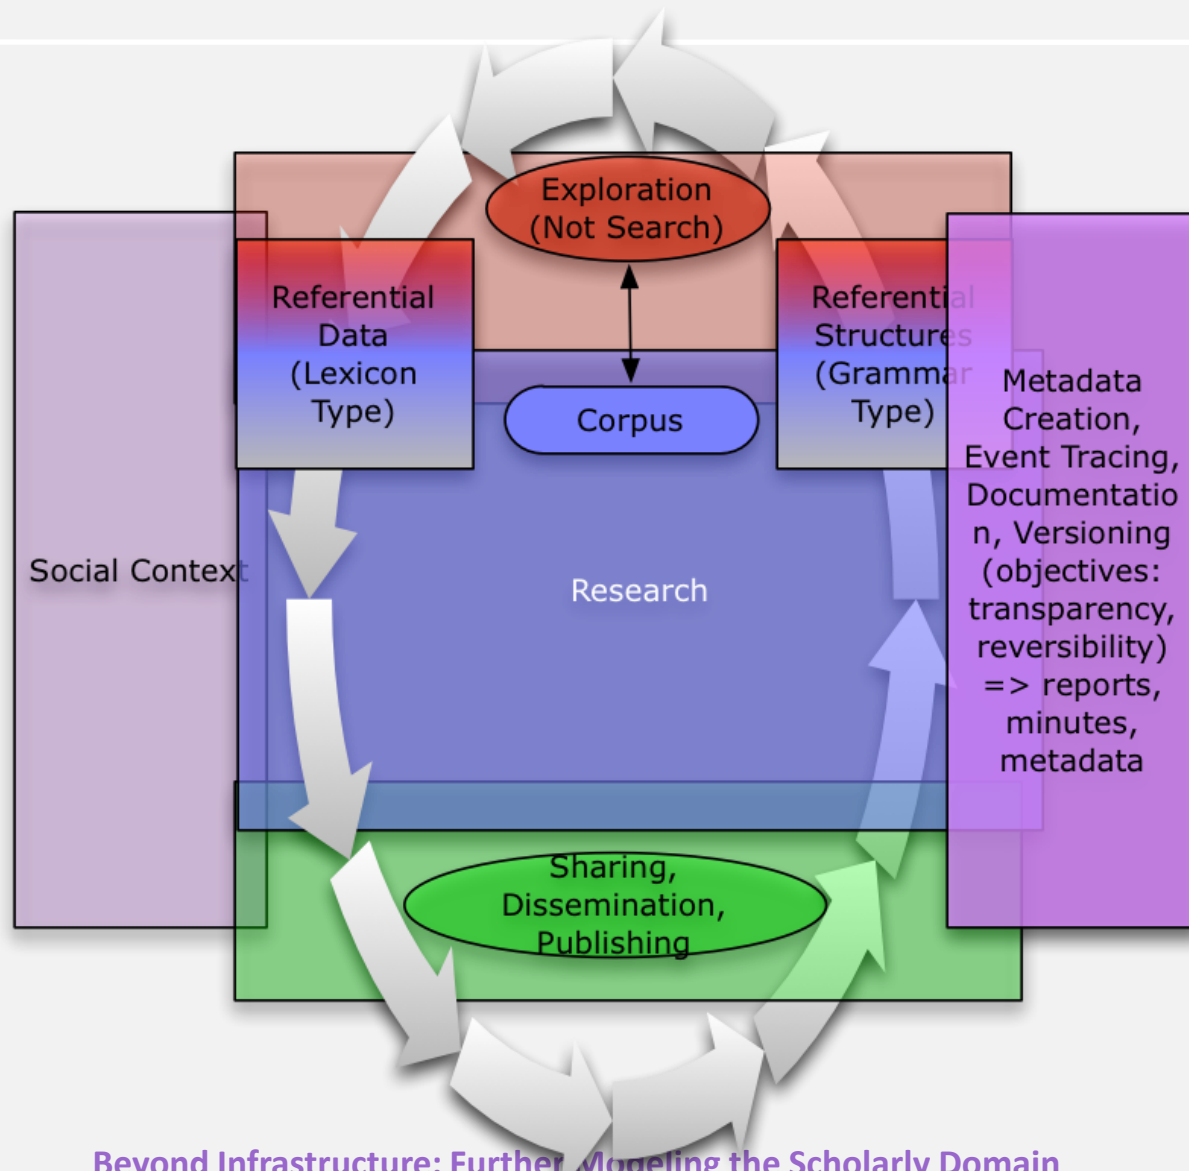 Exploration
(Not Search)
Referential
Data
(Lexicon
Type)
Referential
Structures
(Grammar
Type)
Corpus
Metadata
Creation,
Event Tracing,
Documentatio
n, Versioning
(objectives:
transparency,
reversibility)
=> reports,
minutes,
metadata
Social Context
Research
Sharing,
Dissemination,
Publishing
Beyond Infrastructure: Further Modeling the Scholarly Domain